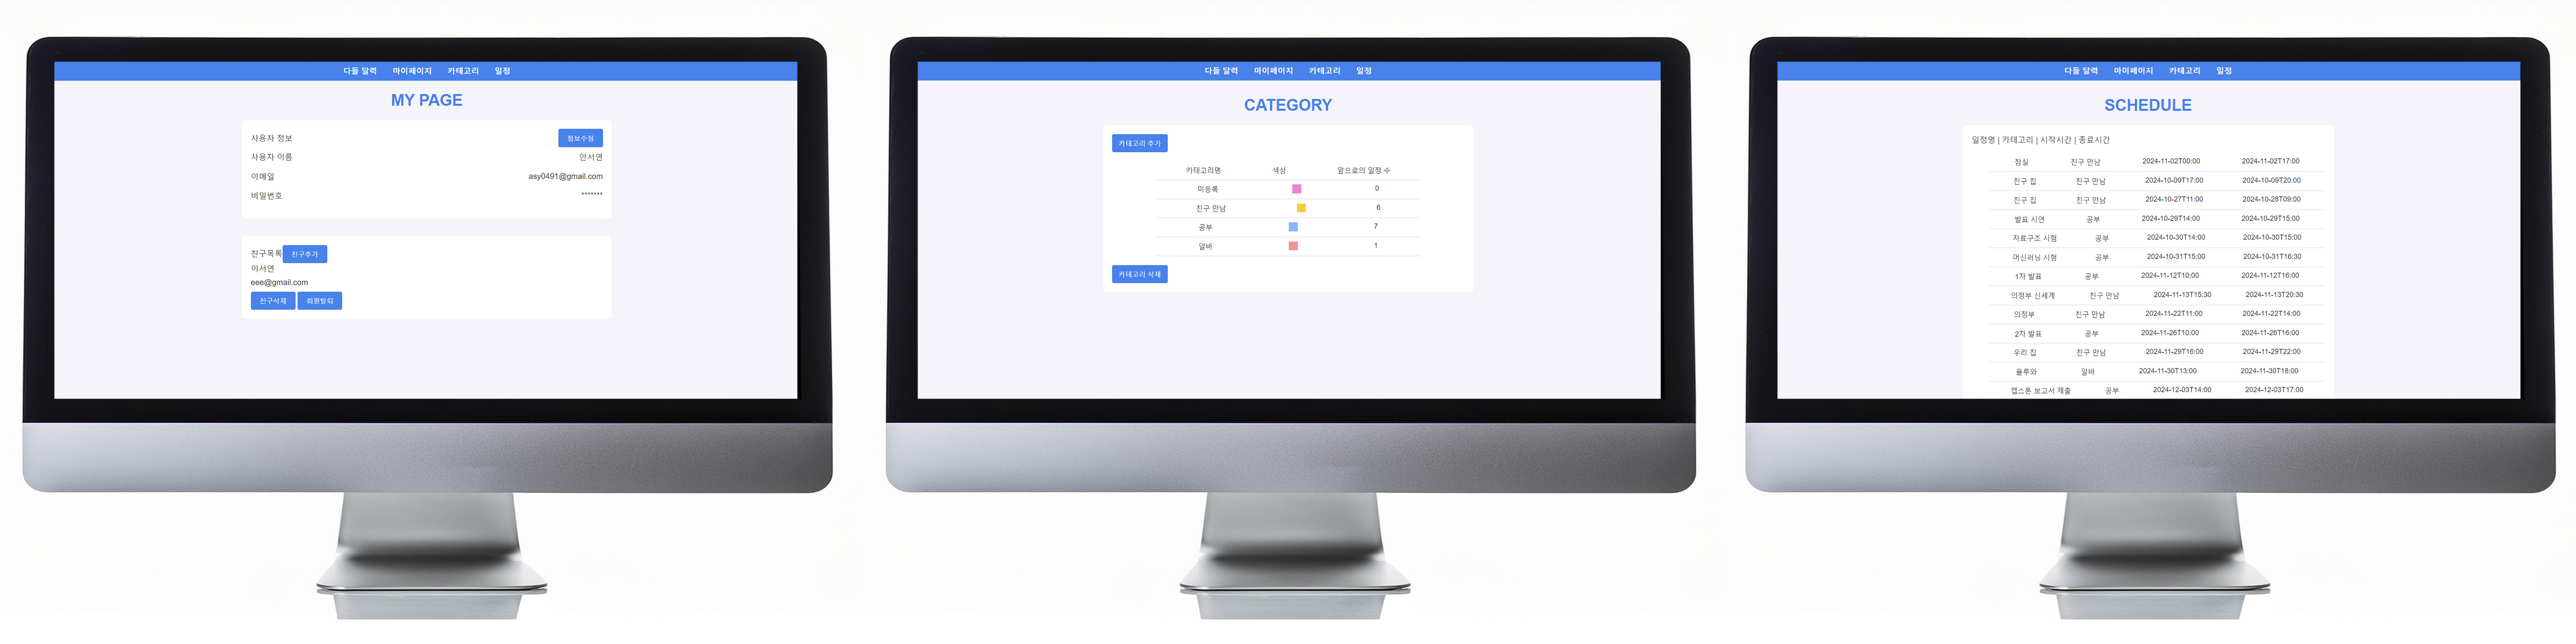 다들 달력 마이페이지 카테고리 일정
MY PAGE
사용자 정보 정보수정
사용자 이름 안서연
이메일 asy0491@gmail.com
비밀번호 *******
친구목록 친구추가
이서연
eee@gmail.com
친구삭제 회원탈퇴
다들 달력 마이페이지 카테고리 일정
CATEGORY
카테고리 추가
카테고리명 색상 앞으로의 일정 수
미등록 0
친구 만남 6
공부 7
알바 1
카테고리 삭제
다들 달력 마이페이지 카테고리 일정
SCHEDULE
일정명 | 카테고리 | 시작시간 | 종료시간
잠실 친구 만남 2024-11-02T00:00 2024-11-02T17:00
친구 집 친구 만남 2024-10-09T17:00 2024-10-09T20:00
친구 집 친구 만남 2024-10-27T11:00 2024-10-28T09:00
발표 시연 공부 2024-10-29T14:00 2024-10-29T15:00
자료구조 시험 공부 2024-10-30T14:00 2024-10-30T15:00
머신러닝 시험 공부 2024-10-31T15:00 2024-10-31T16:30
1차 발표 공부 2024-11-12T10:00 2024-11-12T16:00
의정부 신세계 친구 만남 2024-11-13T15:30 2024-11-13T20:30
의정부 친구 만남 2024-11-22T11:00 2024-11-22T14:00
2차 발표 공부 2024-11-26T10:00 2024-11-26T16:00
우리 집 친구 만남 2024-11-29T16:00 2024-11-29T22:00
알바 2024-11-30T13:00 2024-11-30T18:00
캡스톤 보고서 제출 공부 2024-12-03T14:00 2024-12-03T17:00